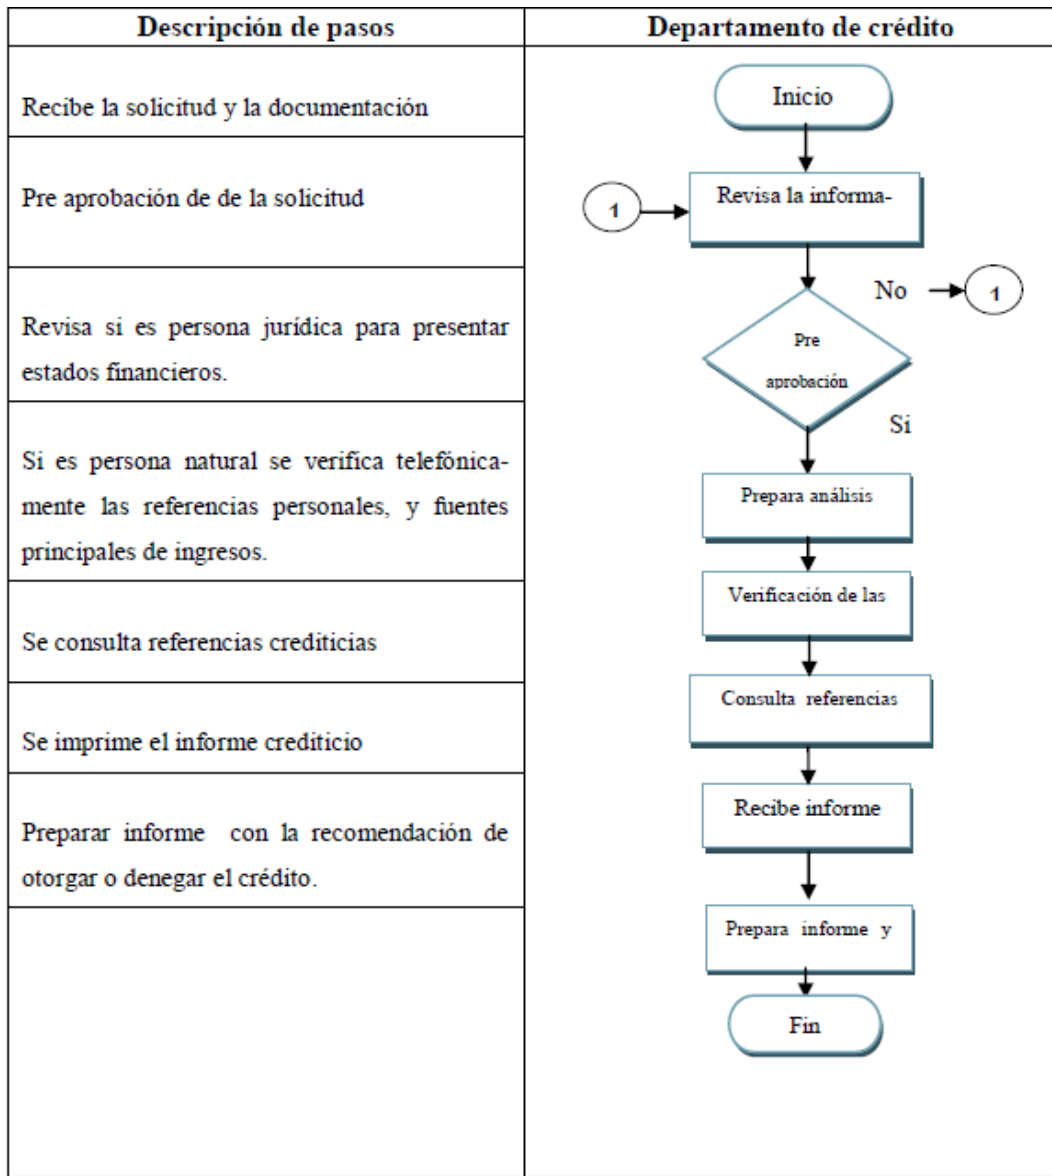 Descripción de pasos
Departamento de crédito
Recibe la solicitud y la documentación
Pre aprobación de de la solicitud
Revisa si es persona jurídica para presentar
estados financieros.
Si es persona natural se verifica telefónica-
mente las referencias personales, y fuentes
principales de ingresos.
Se consulta referencias crediticias
Se imprime el informe crediticio
Preparar informe con la recomendación de
otorgar o denegar el crédito.
Inicio
1
Revisa la informa-
No
1
Pre
aprobación
Si
Prepara análisis
Verificación de las
Consulta referencias
Recibe informe
Prepara informe y
Fin